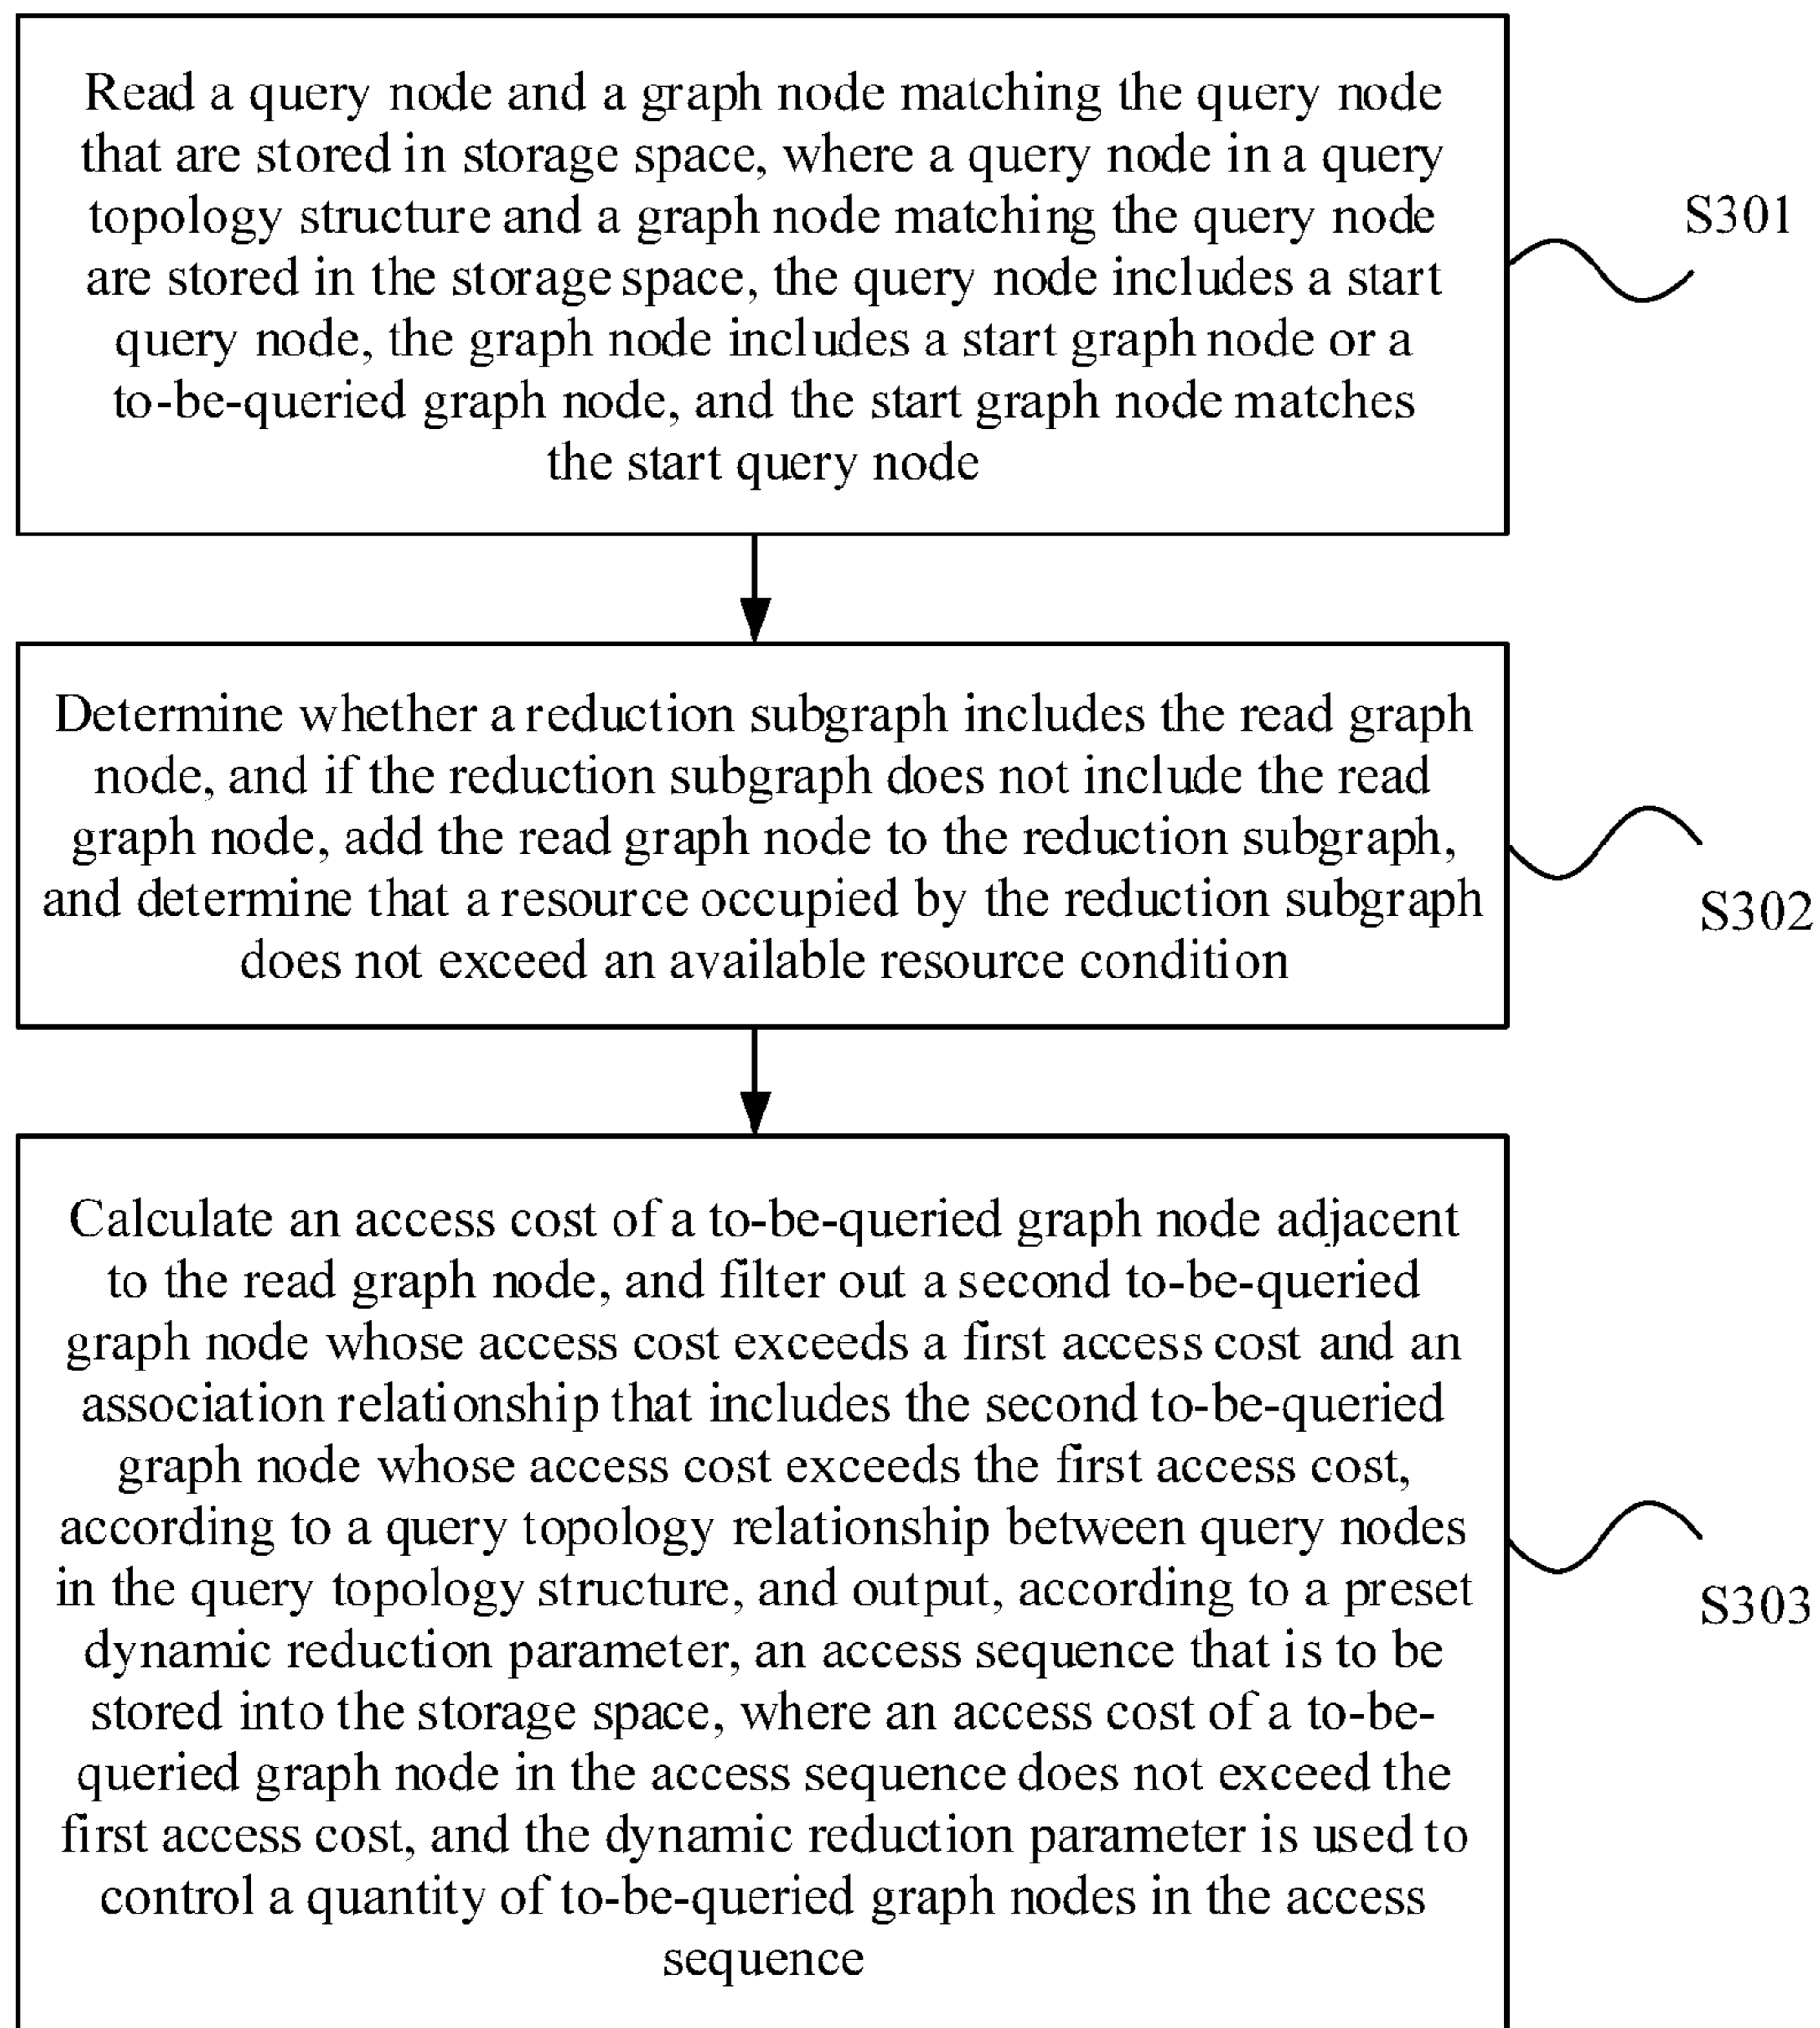 Read a query node and a graph node matching the query node
that are stored in storage space, where a query node in a query
topology structure and a graph node matching the query node
are stored in the storage space, the query node includes a start
query node, the graph node includes a start graph node or a
to-be-queried graph node, and the start graph node matches
the start query node
S301
Determine whether a reduction subgraph includes the read graph
node, and if the reduction subgraph does not include the read
graph node, add the read graph node to the reduction subgraph,
and determine that a resource occupied by the reduction subgraph
does not exceed an available resource condition
S302
Calculate an access cost of a to-be-queried graph node adjacent
to the read graph node, and filter out a second to-be-queried
graph node whose access cost exceeds a first access cost and an
association relationship that includes the second to-be-queried
graph node whose access cost exceeds the first access cost,
according to a query topology relationship between query nodes
in the query topology structure, and output, according to a preset
dynamic reduction parameter, an access sequence that is to be
stored into the storage space, where an access cost of a to-be-
queried graph node in the access sequence does not exceed the
first access cost, and the dynamic reduction parameter is used to
control a quantity of to-be-queried graph nodes in the access
sequence
S303